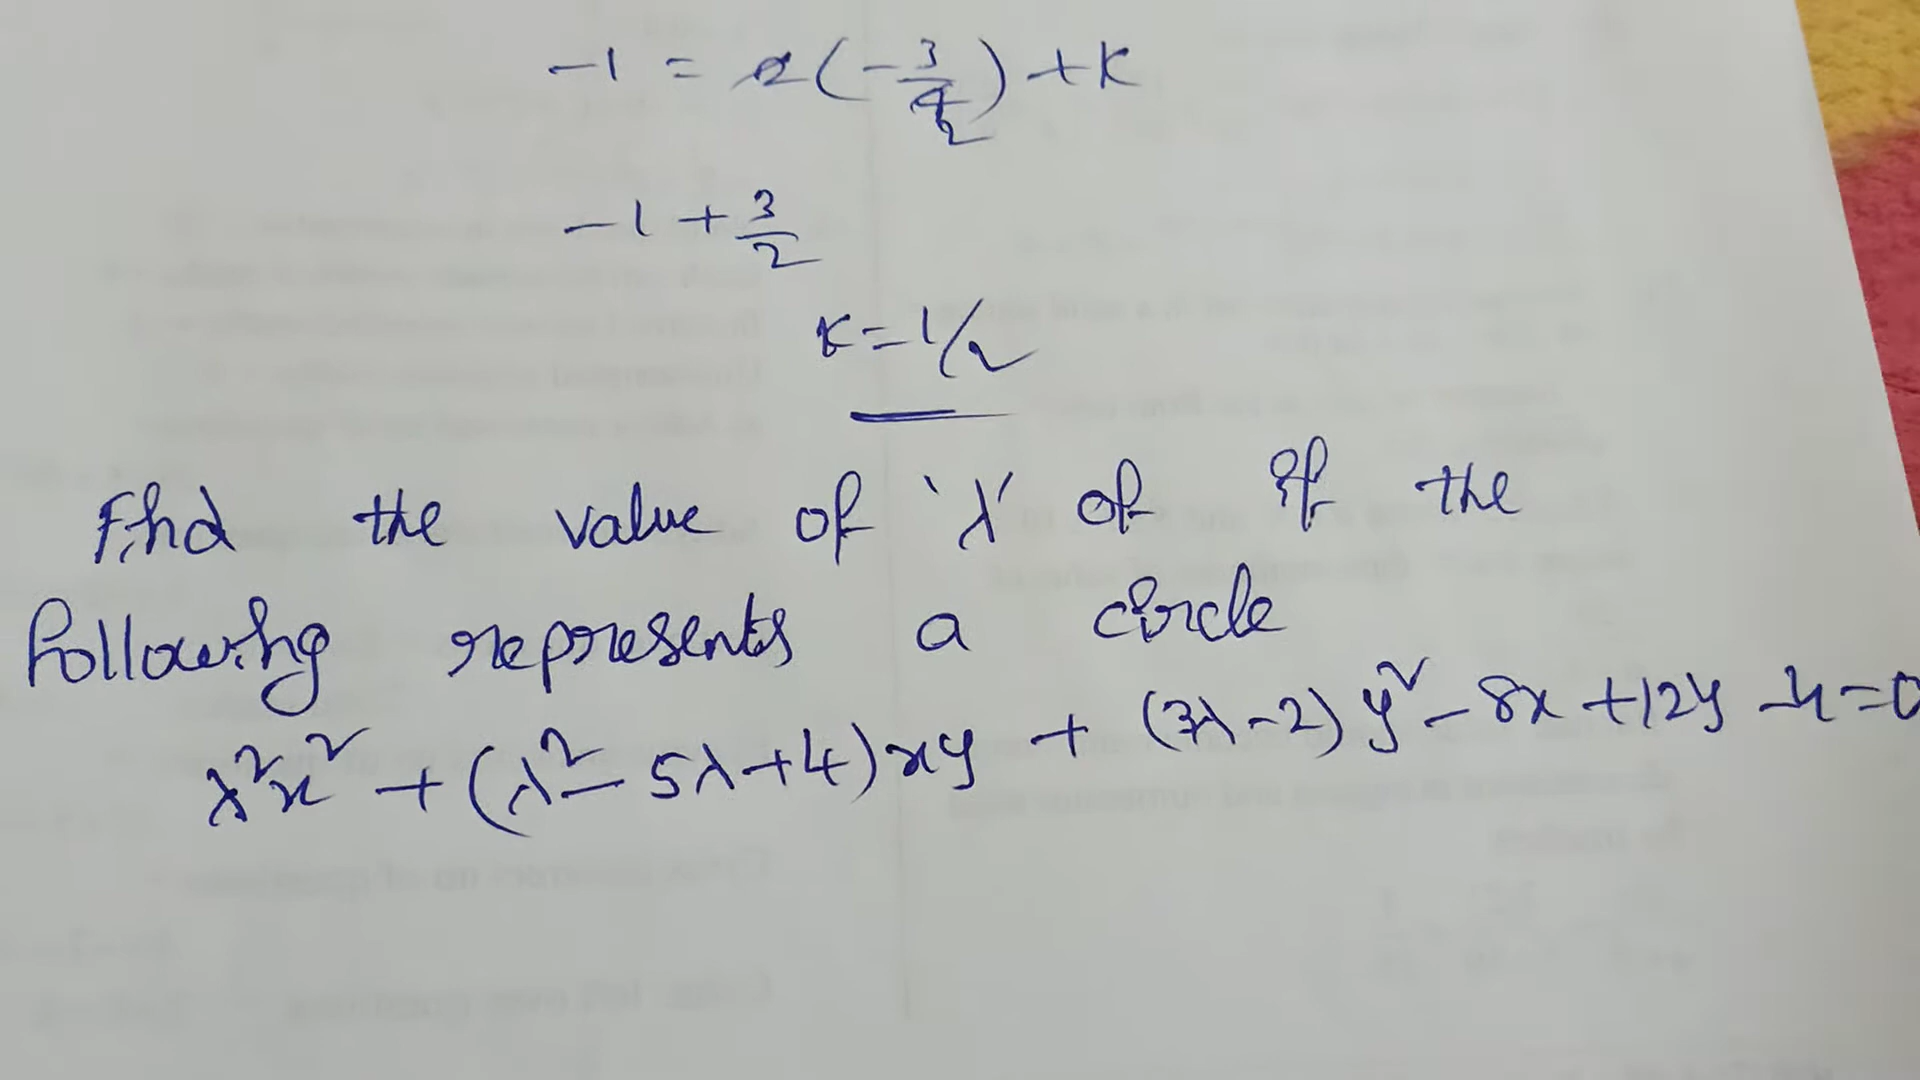 -1 = 2(-3/4 2) + K
-1 + 3/2
K = 1/2
Find the value of 'λ' of if the
following represents a circle
λ²x² + (λ² - 5λ + 4)xy + (3λ - 2)y² - 8x + 12y - 4 = 0